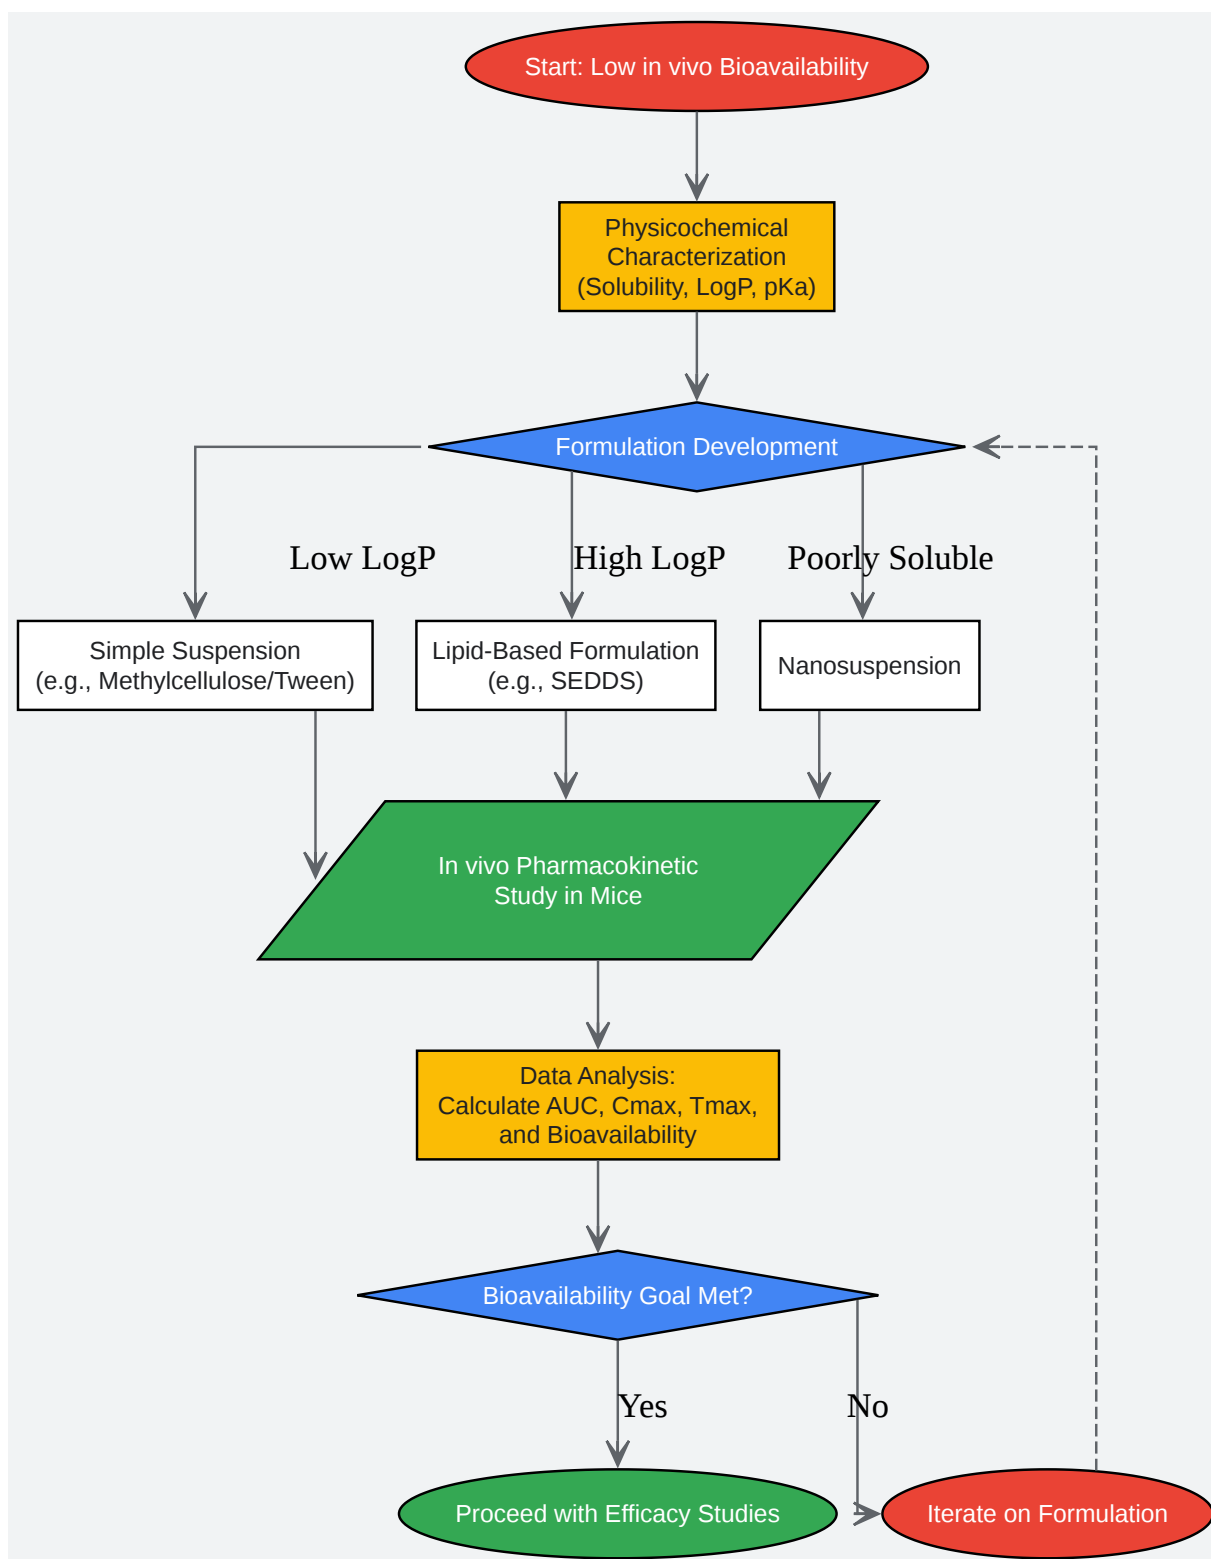 Start: Low in vivo Bioavailability
Physicochemical
Characterization
(Solubility, LogP, pKa)
Formulation Development
Low LogP
High LogP
Poorly Soluble
Simple Suspension
(e.g., Methylcellulose/Tween)
Lipid-Based Formulation
(e.g., SEDDS)
Nanosuspension
In vivo Pharmacokinetic
Study in Mice
Data Analysis:
Calculate AUC, Cmax, Tmax,
and Bioavailability
Bioavailability Goal Met?
Yes
No
Proceed with Efficacy Studies
Iterate on Formulation